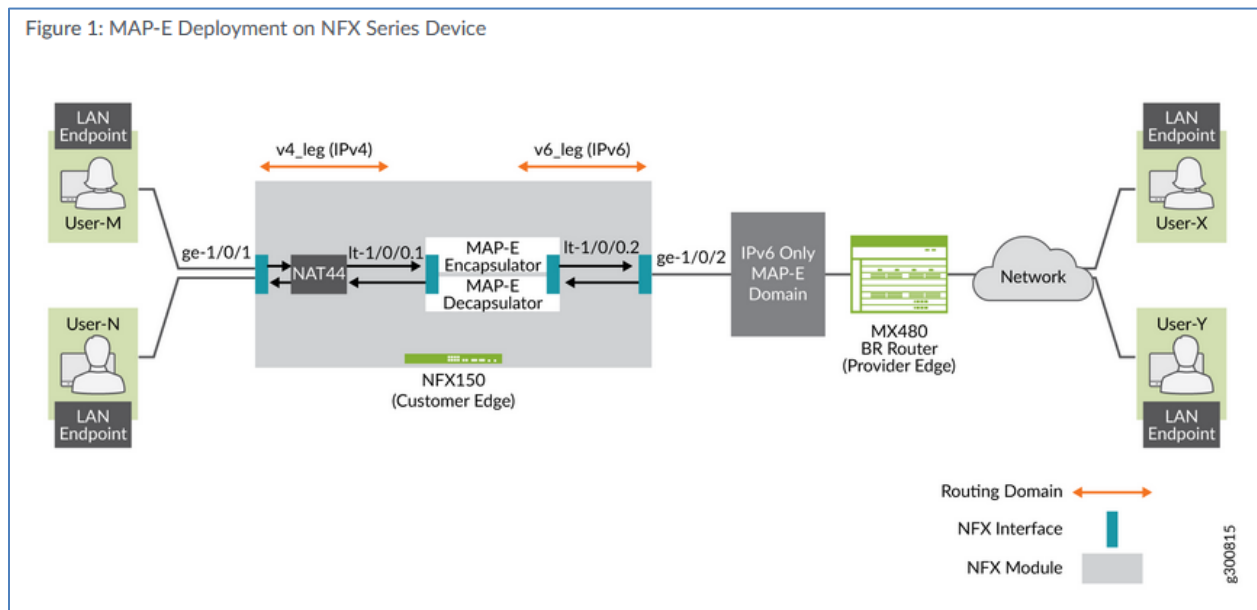 Figure 1: MAP-E Deployment on NFX Series Device
LAN
Endpoint
User-M
User-N
LAN
Endpoint
v4_leg (IPv4)
v6_leg (IPv6)
ge-1/0/1
NAT44
lt-1/0/0.1
MAP-E
Encapsulator
MAP-E
Decapsulator
lt-1/0/0.2
ge-1/0/2
NFX150
(Customer Edge)
IPv6 Only
MAP-E
Domain
MX480
BR Router
(Provider Edge)
Network
LAN
Endpoint
User-X
User-Y
LAN
Endpoint
Routing Domain
NFX Interface
NFX Module
g300815